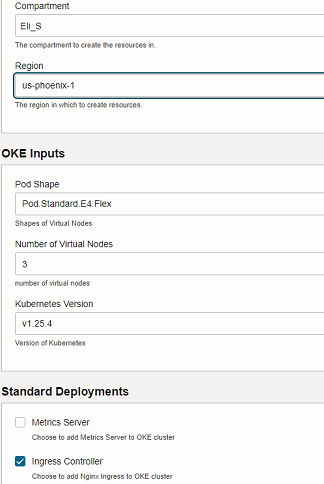 Compartment
Eli_S
The compartment to create the resources in.
Region
us-phoenix-1
The region in which to create resources.
OKE Inputs
Pod Shape
Pod.Standard.E4.Flex
Shapes of Virtual Nodes
Number of Virtual Nodes
3
number of virtual nodes
Kubernetes Version
v1.25.4
Version of Kubernetes
Standard Deployments
Metrics Server
Choose to add Metrics Server to OKE cluster
Ingress Controller
Choose to add Nginx Ingress to OKE cluster